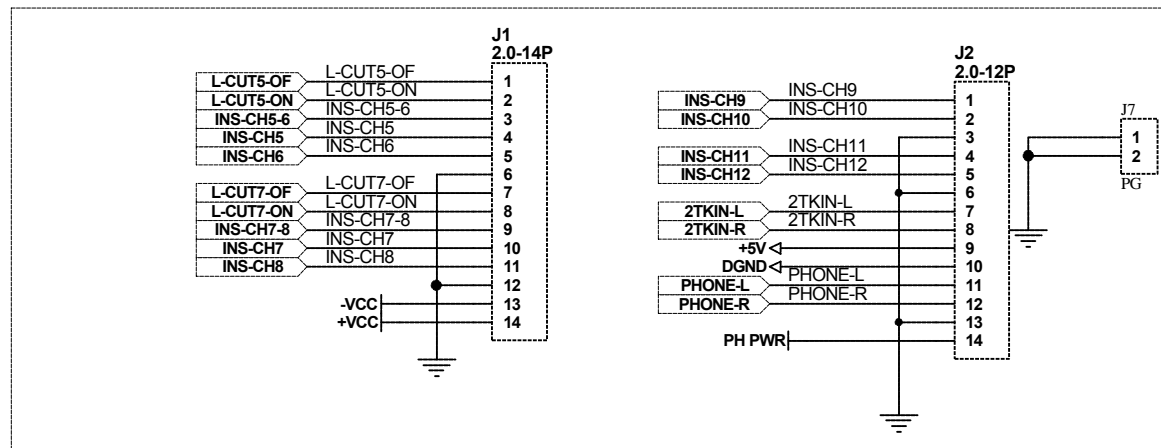 J1
2.0-14P
L-CUT5-OF L-CUT5-OF 1
L-CUT5-ON L-CUT5-ON 2
INS-CH5-6 INS-CH5-6 3
INS-CH5 INS-CH5 4
INS-CH6 INS-CH6 5
6
L-CUT7-OF L-CUT7-OF 7
L-CUT7-ON L-CUT7-ON 8
INS-CH7-8 INS-CH7-8 9
INS-CH7 INS-CH7 10
INS-CH8 INS-CH8 11
12
-VCC 13
+VCC 14
J2
2.0-12P
INS-CH9 INS-CH9 1
INS-CH10 INS-CH10 2
3
INS-CH11 INS-CH11 4
INS-CH12 INS-CH12 5
6
2TKIN-L 2TKIN-L 7
2TKIN-R 2TKIN-R 8
+5V 9
DGND 10
PHONE-L PHONE-L 11
PHONE-R PHONE-R 12
13
PH PWR 14
J7
1
2
PG